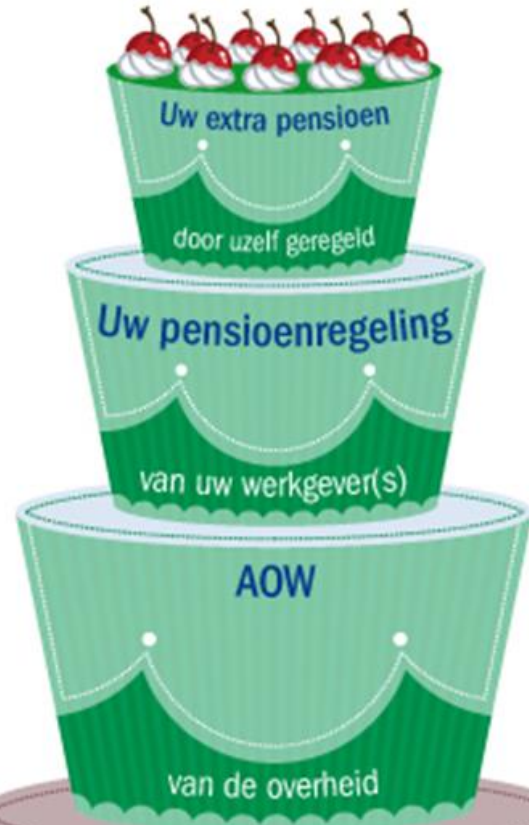 Uw extra pensioen
door uzelf geregeld
Uw pensioenregeling
van uw werkgever(s)
AOW
van de overheid